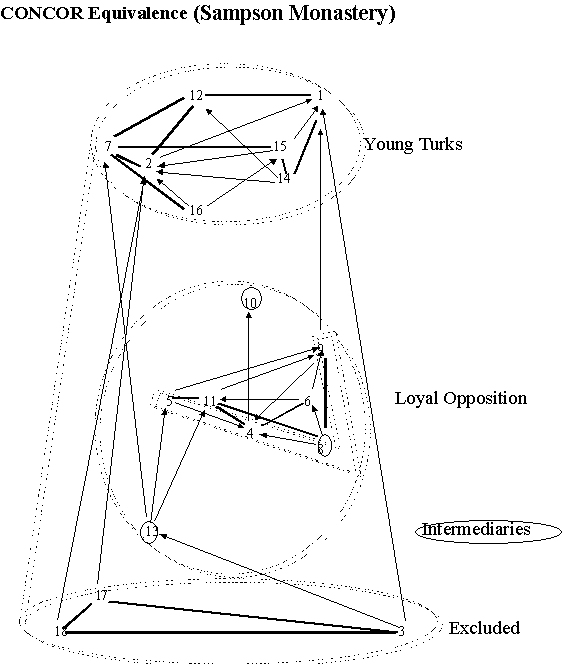 CONCOR Equivalence (Sampson Monastery)
12 1
7 15 Young Turks
2
14
16
10
5 11 6 Loyal Opposition
4
13 Intermediaries
17
18 3 Excluded